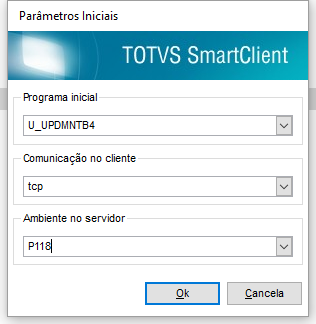 Parâmetros Iniciais
TOTVS SmartClient
Programa inicial
U_UPDMNTB4
Comunicação no cliente
tcp
Ambiente no servidor
P118
Ok
Cancela